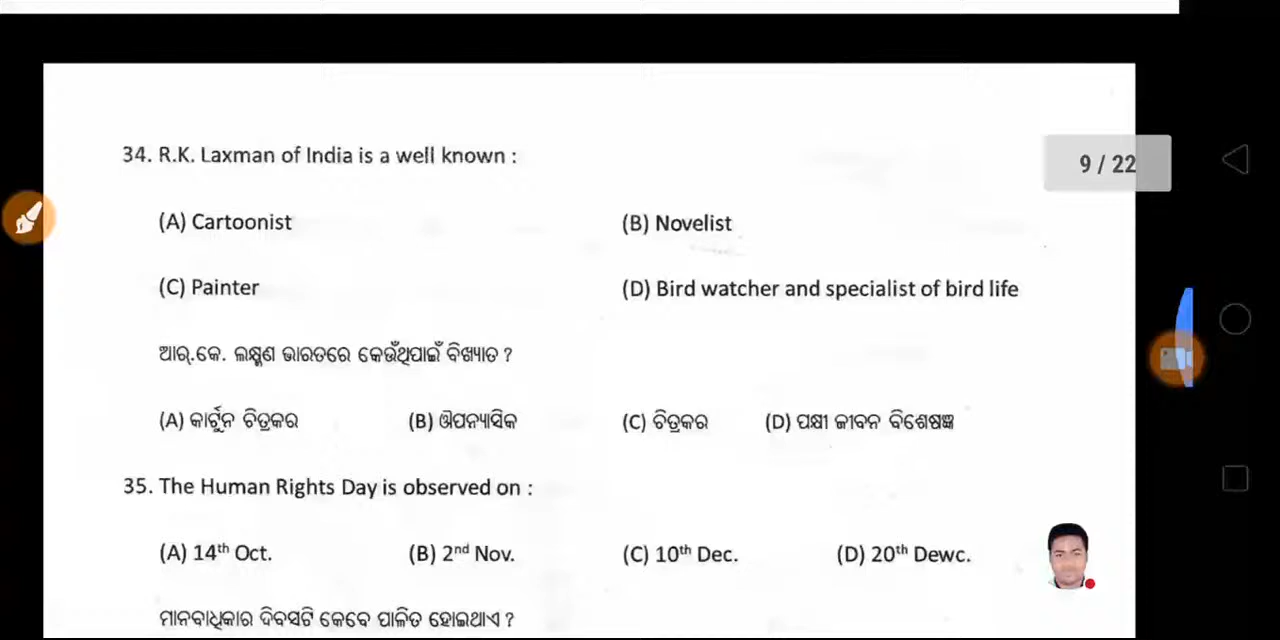 34. R.K. Laxman of India is a well known :
9 / 22
(A) Cartoonist (B) Novelist
(C) Painter (D) Bird watcher and specialist of bird life
ଆର୍.କେ. ଲକ୍ଷ୍ମଣ ଭାରତରେ କେଉଁଥିପାଇଁ ବିଖ୍ୟାତ ?
(A) କାର୍ଟୁନ ଚିତ୍ରକର (B) ଔପନ୍ୟାସିକ (C) ଚିତ୍ରକର (D) ପକ୍ଷୀ ଜୀବନ ବିଶେଷଜ୍ଞ
35. The Human Rights Day is observed on :
(A) 14th Oct. (B) 2nd Nov. (C) 10th Dec. (D) 20th Dewc.
ମାନବାଧିକାର ଦିବସଟି କେବେ ପାଳିତ ହୋଇଥାଏ ?